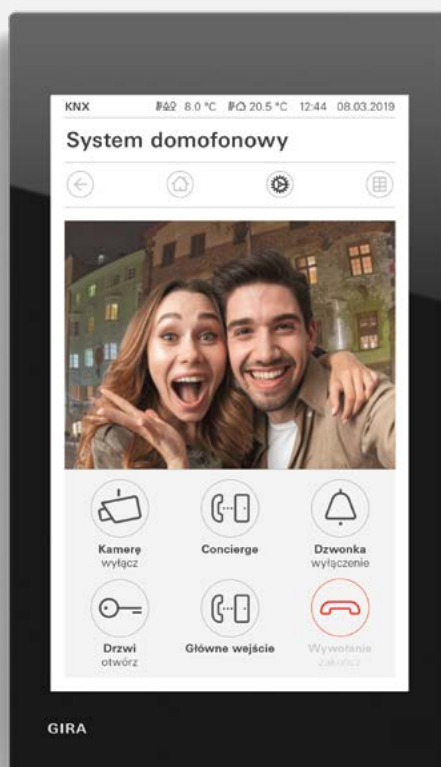 KNX 8.0 °C 20.5 °C 12:44 08.03.2019
System domofonowy
Kamerę
wyłącz
Concierge
Dzwonka
wyłączenie
Drzwi
otwórz
Główne wejście
Wywołanie
zakończ
GIRA